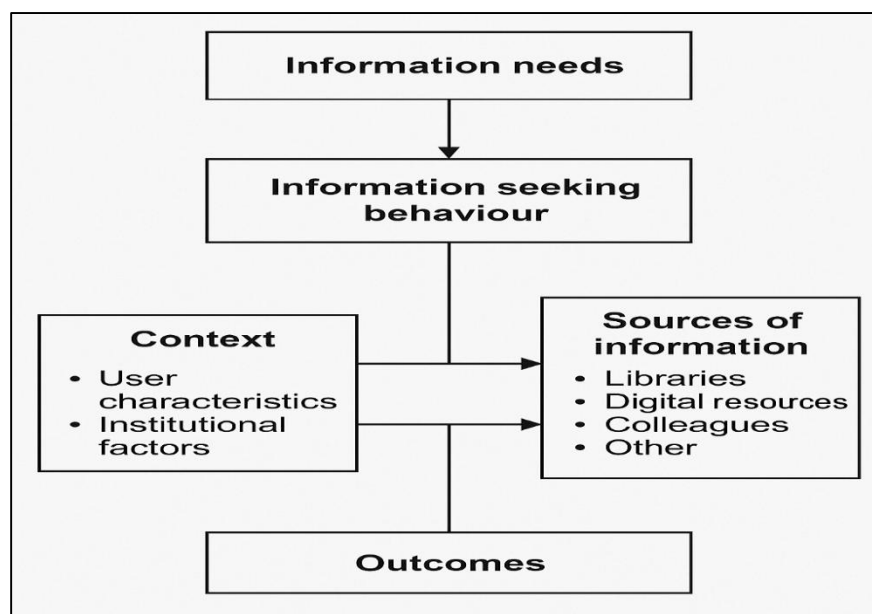 Information needs
Information seeking
behaviour
Context
• User
characteristics
• Institutional
factors
Sources of
information
• Libraries
• Digital resources
• Colleagues
• Other
Outcomes